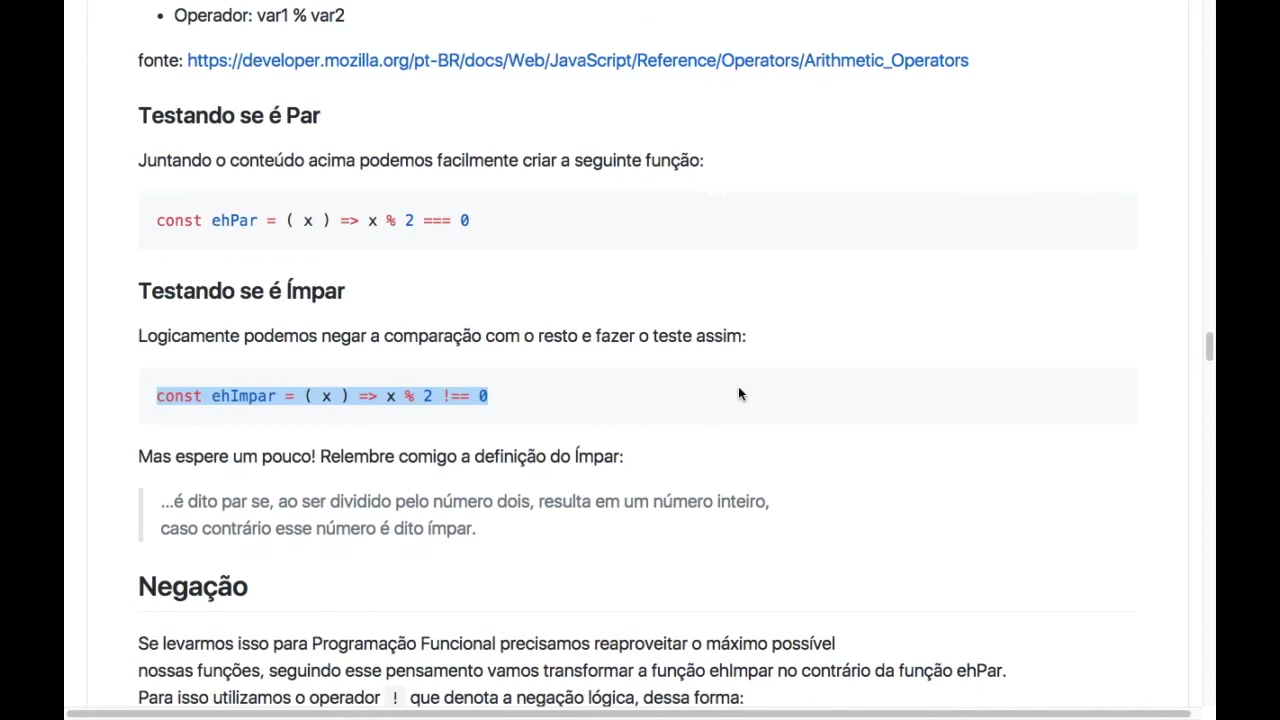 • Operador: var1 % var2
fonte: https://developer.mozilla.org/pt-BR/docs/Web/JavaScript/Reference/Operators/Arithmetic_Operators
Testando se é Par
Juntando o conteúdo acima podemos facilmente criar a seguinte função:
const ehPar = ( x ) => x % 2 === 0
Testando se é Ímpar
Logicamente podemos negar a comparação com o resto e fazer o teste assim:
const ehImpar = ( x ) => x % 2 !== 0
Mas espere um pouco! Relembre comigo a definição do Ímpar:
...é dito par se, ao ser dividido pelo número dois, resulta em um número inteiro,
caso contrário esse número é dito ímpar.
Negação
Se levarmos isso para Programação Funcional precisamos reaproveitar o máximo possível
nossas funções, seguindo esse pensamento vamos transformar a função ehImpar no contrário da função ehPar.
Para isso utilizamos o operador ! que denota a negação lógica, dessa forma: